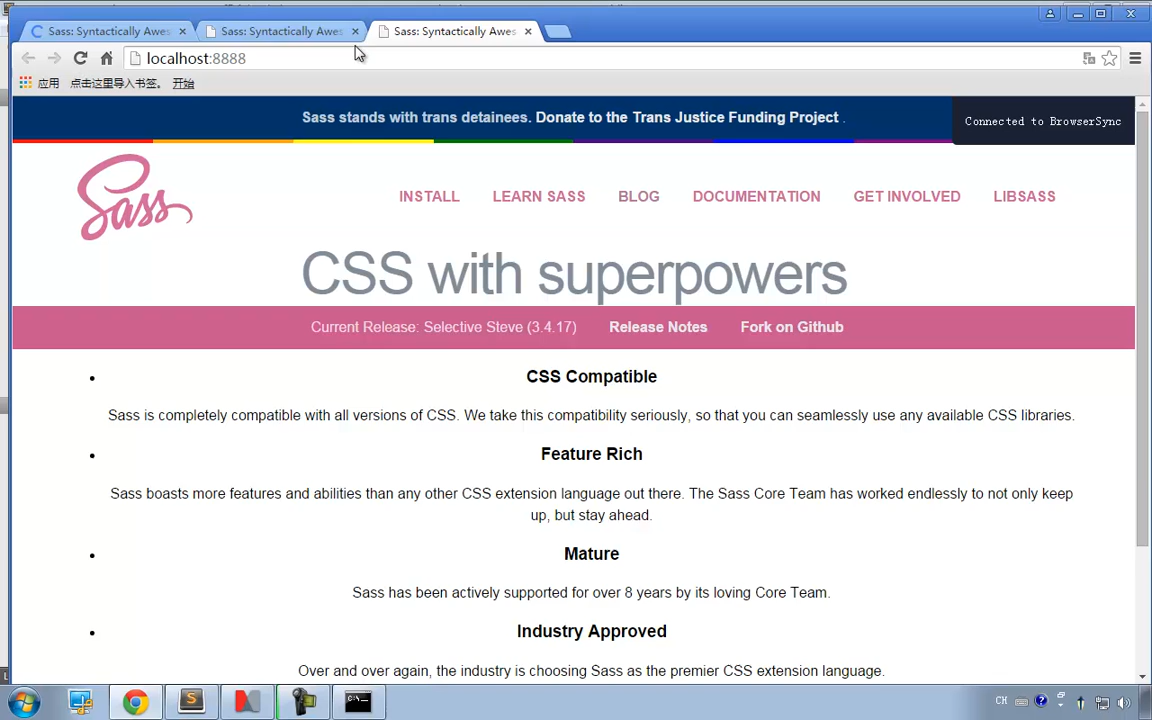 Sass: Syntactically Awes
Sass: Syntactically Awes
Sass: Syntactically Awes
localhost:8888
应用 点击这里导入书签。 开始
Sass stands with trans detainees. Donate to the Trans Justice Funding Project .
Connected to BrowserSync
Sass
INSTALL LEARN SASS BLOG DOCUMENTATION GET INVOLVED LIBSASS
CSS with superpowers
Current Release: Selective Steve (3.4.17) Release Notes Fork on Github
CSS Compatible
Sass is completely compatible with all versions of CSS. We take this compatibility seriously, so that you can seamlessly use any available CSS libraries.
Feature Rich
Sass boasts more features and abilities than any other CSS extension language out there. The Sass Core Team has worked endlessly to not only keep
up, but stay ahead.
Mature
Sass has been actively supported for over 8 years by its loving Core Team.
Industry Approved
Over and over again, the industry is choosing Sass as the premier CSS extension language.
CH